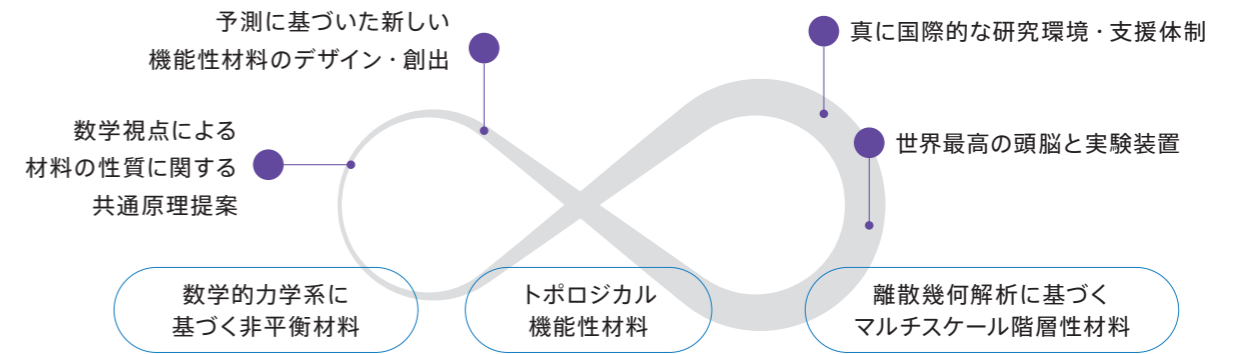 予測に基づいた新しい
機能性材料のデザイン・創出
数学視点による
材料の性質に関する
共通原理提案
真に国際的な研究環境・支援体制
世界最高の頭脳と実験装置
数学的力学系に
基づく非平衡材料
トポロジカル
機能性材料
離散幾何解析に基づく
マルチスケール階層性材料